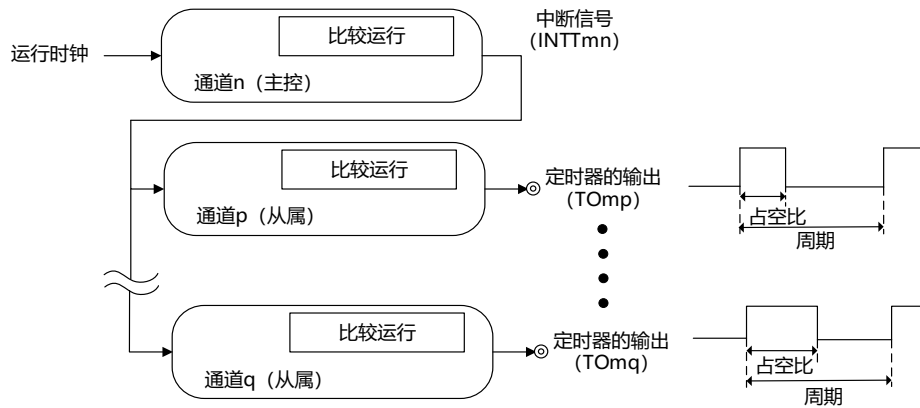 比较运行
中断信号
(INTTmn)
运行时钟
通道n（主控）
比较运行
定时器的输出
(TOmp)
通道p（从属）
占空比
周期
比较运行
定时器的输出
(TOmq)
通道q（从属）
占空比
周期